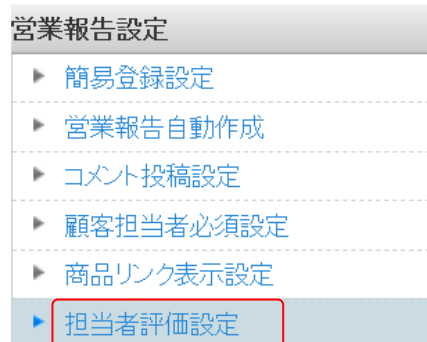 営業報告設定
簡易登録設定
営業報告自動作成
コメント投稿設定
顧客担当者必須設定
商品リンク表示設定
担当者評価設定